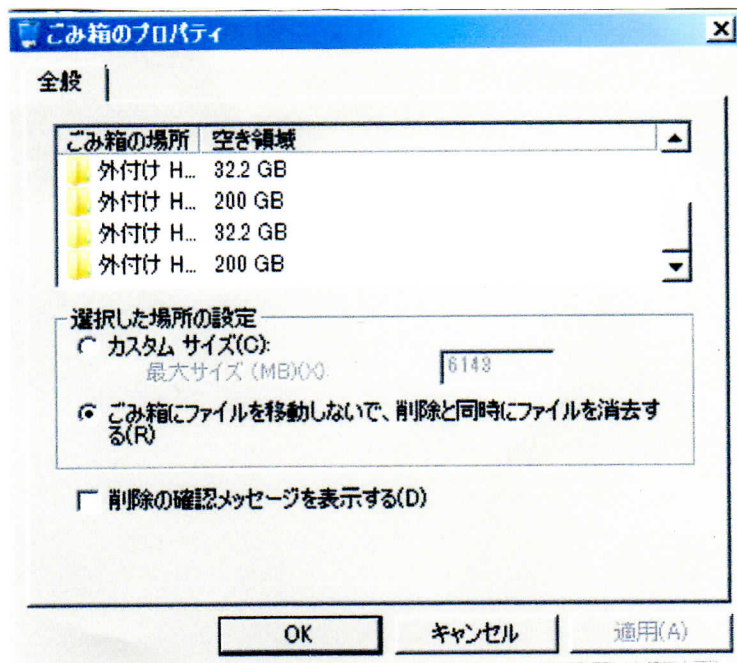 ごみ箱のプロパティ
全般
ごみ箱の場所 空き領域
外付け H... 32.2 GB
外付け H... 200 GB
外付け H... 32.2 GB
外付け H... 200 GB
選択した場所の設定
カスタム サイズ(C):
最大サイズ (MB)(X): 6143
ごみ箱にファイルを移動しないで、削除と同時にファイルを消去す
る(R)
削除の確認メッセージを表示する(D)
OK キャンセル 適用(A)